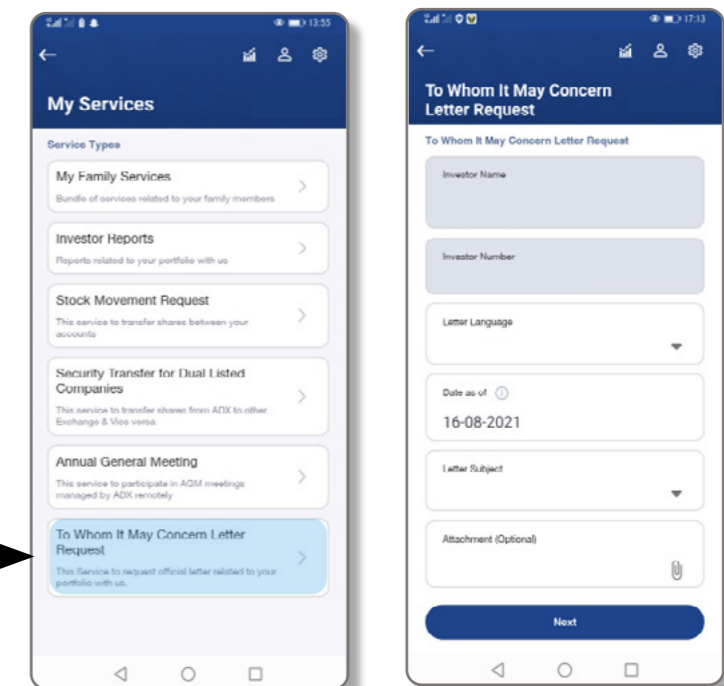 13:55
My Services
Service Types
My Family Services
Bundle of services related to your family members
Investor Reports
Reports related to your portfolio with us
Stock Movement Request
This service to transfer shares between your
accounts
Security Transfer for Dual Listed
Companies
This service to transfer shares from ADX to other
Exchange & Vice versa
Annual General Meeting
This service to participate in AGM meetings
managed by ADX remotely
To Whom It May Concern Letter
Request
This Service to request official letter related to your
portfolio with us.
17:13
To Whom It May Concern
Letter Request
To Whom It May Concern Letter Request
Investor Name
Investor Number
Letter Language
Date as of
16-08-2021
Letter Subject
Attachment (Optional)
Next